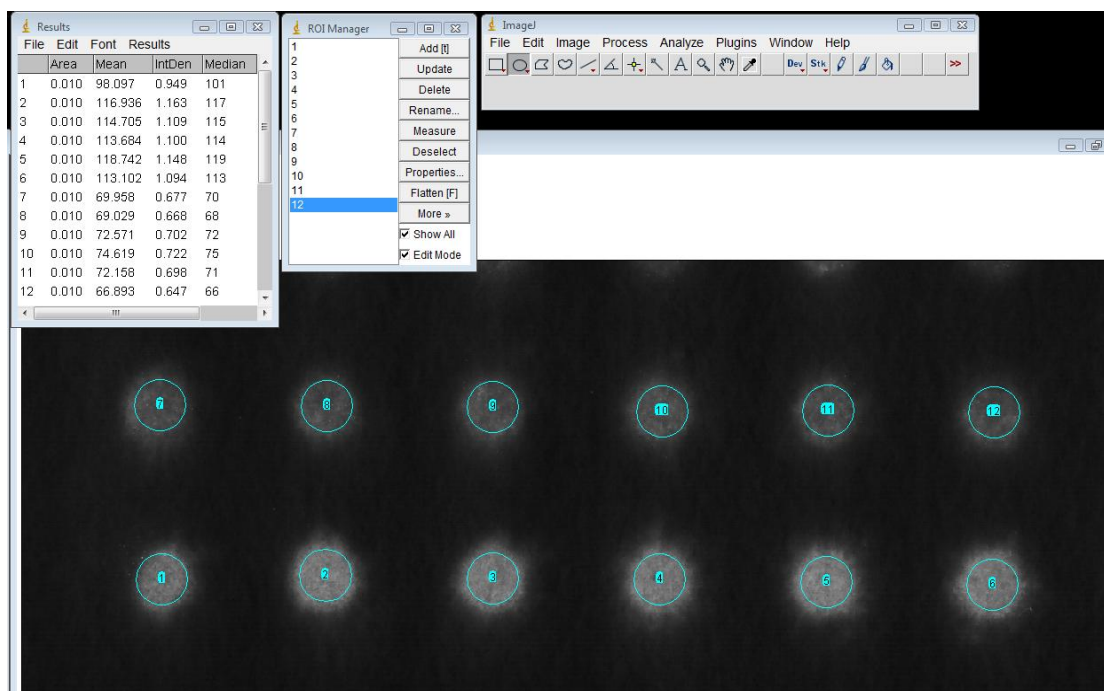 Results
File Edit Font Results
Area Mean IntDen Median
1 0.010 98.097 0.949 101
2 0.010 116.936 1.163 117
3 0.010 114.705 1.109 115
4 0.010 113.684 1.100 114
5 0.010 118.742 1.148 119
6 0.010 113.102 1.094 113
7 0.010 69.958 0.677 70
8 0.010 69.029 0.668 68
9 0.010 72.571 0.702 72
10 0.010 74.619 0.722 75
11 0.010 72.158 0.698 71
12 0.010 66.893 0.647 66
ROI Manager
1
2
3
4
5
6
7
8
9
10
11
12
Add [t]
Update
Delete
Rename...
Measure
Deselect
Properties...
Flatten [F]
More »
Show All
Edit Mode
ImageJ
File Edit Image Process Analyze Plugins Window Help
A Dev Stk >>
7 8 9 10 11 12
1 2 3 4 5 6